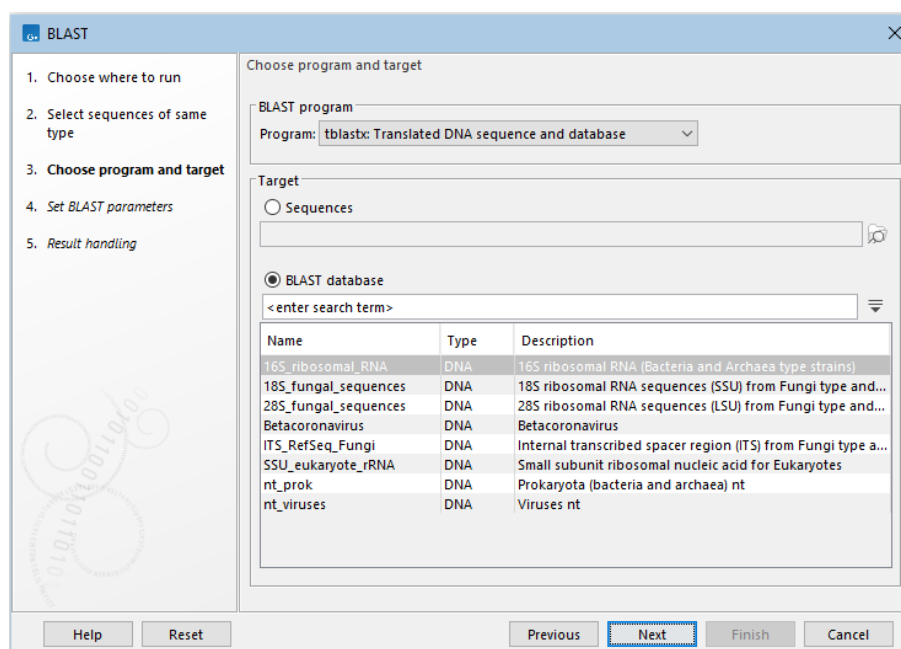 BLAST
1. Choose where to run
2. Select sequences of same
type
3. Choose program and target
4. Set BLAST parameters
5. Result handling
Choose program and target
BLAST program
Program: tblastx: Translated DNA sequence and database
Target
Sequences
BLAST database
<enter search term>
Name Type Description
16S_ribosomal_RNA DNA 16S ribosomal RNA (Bacteria and Archaea type strains)
18S_fungal_sequences DNA 18S ribosomal RNA sequences (SSU) from Fungi type and...
28S_fungal_sequences DNA 28S ribosomal RNA sequences (LSU) from Fungi type and...
Betacoronavirus DNA Betacoronavirus
ITS_RefSeq_Fungi DNA Internal transcribed spacer region (ITS) from Fungi type a...
SSU_eukaryote_rRNA DNA Small subunit ribosomal nucleic acid for Eukaryotes
nt_prok DNA Prokaryota (bacteria and archaea) nt
nt_viruses DNA Viruses nt
Help Reset Previous Next Finish Cancel